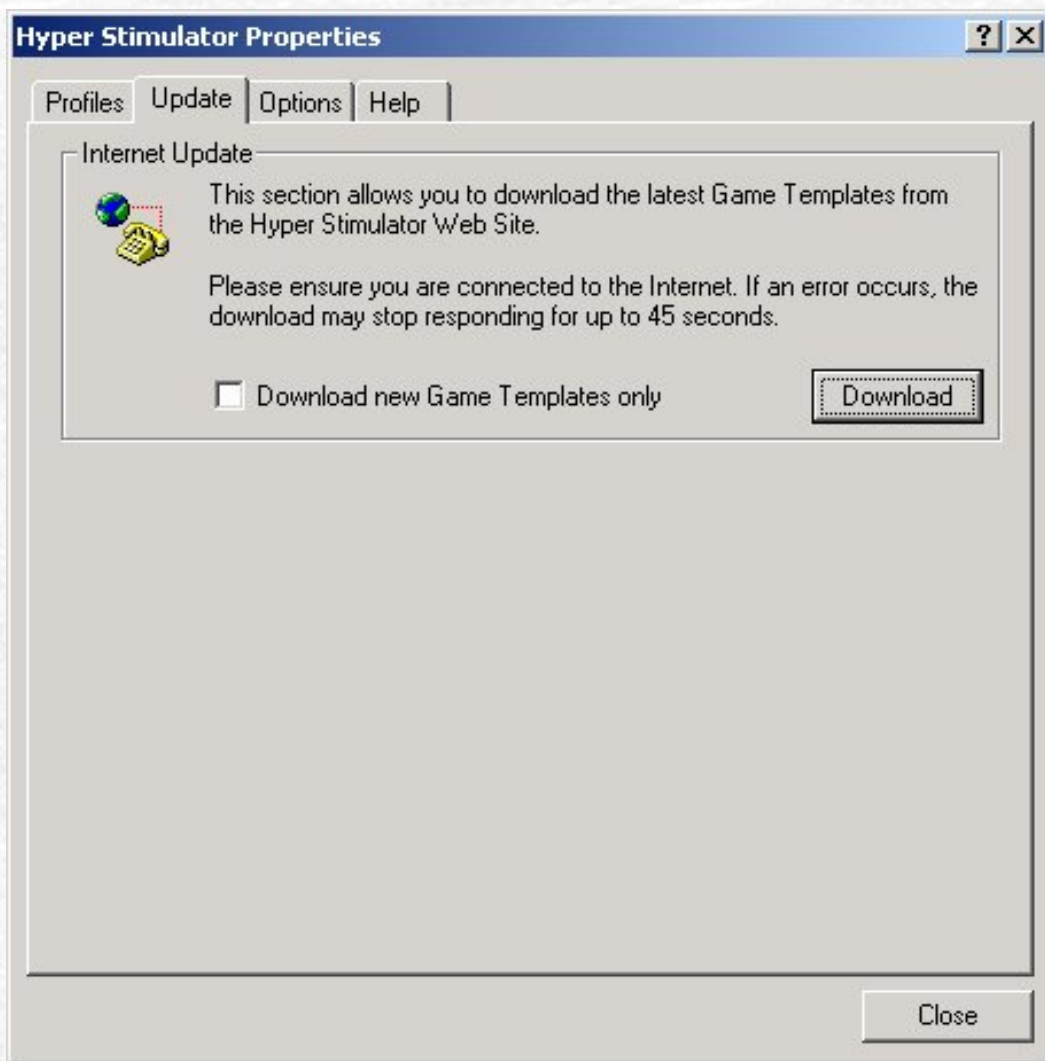 Hyper Stimulator Properties
Profiles Update Options Help
Internet Update
This section allows you to download the latest Game Templates from
the Hyper Stimulator Web Site.
Please ensure you are connected to the Internet. If an error occurs, the
download may stop responding for up to 45 seconds.
Download new Game Templates only Download
Close